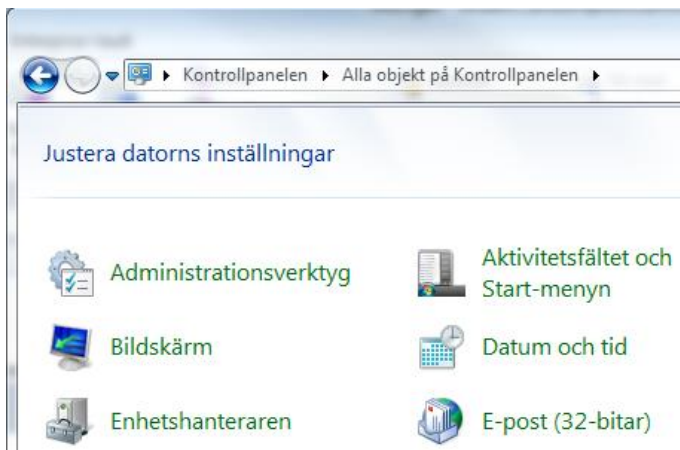 Kontrollpanelen Alla objekt på Kontrollpanelen
Justera datorns inställningar
Administrationsverktyg
Aktivitetsfältet och
Start-menyn
Bildskärm
Datum och tid
Enhetshanteraren
E-post (32-bitar)